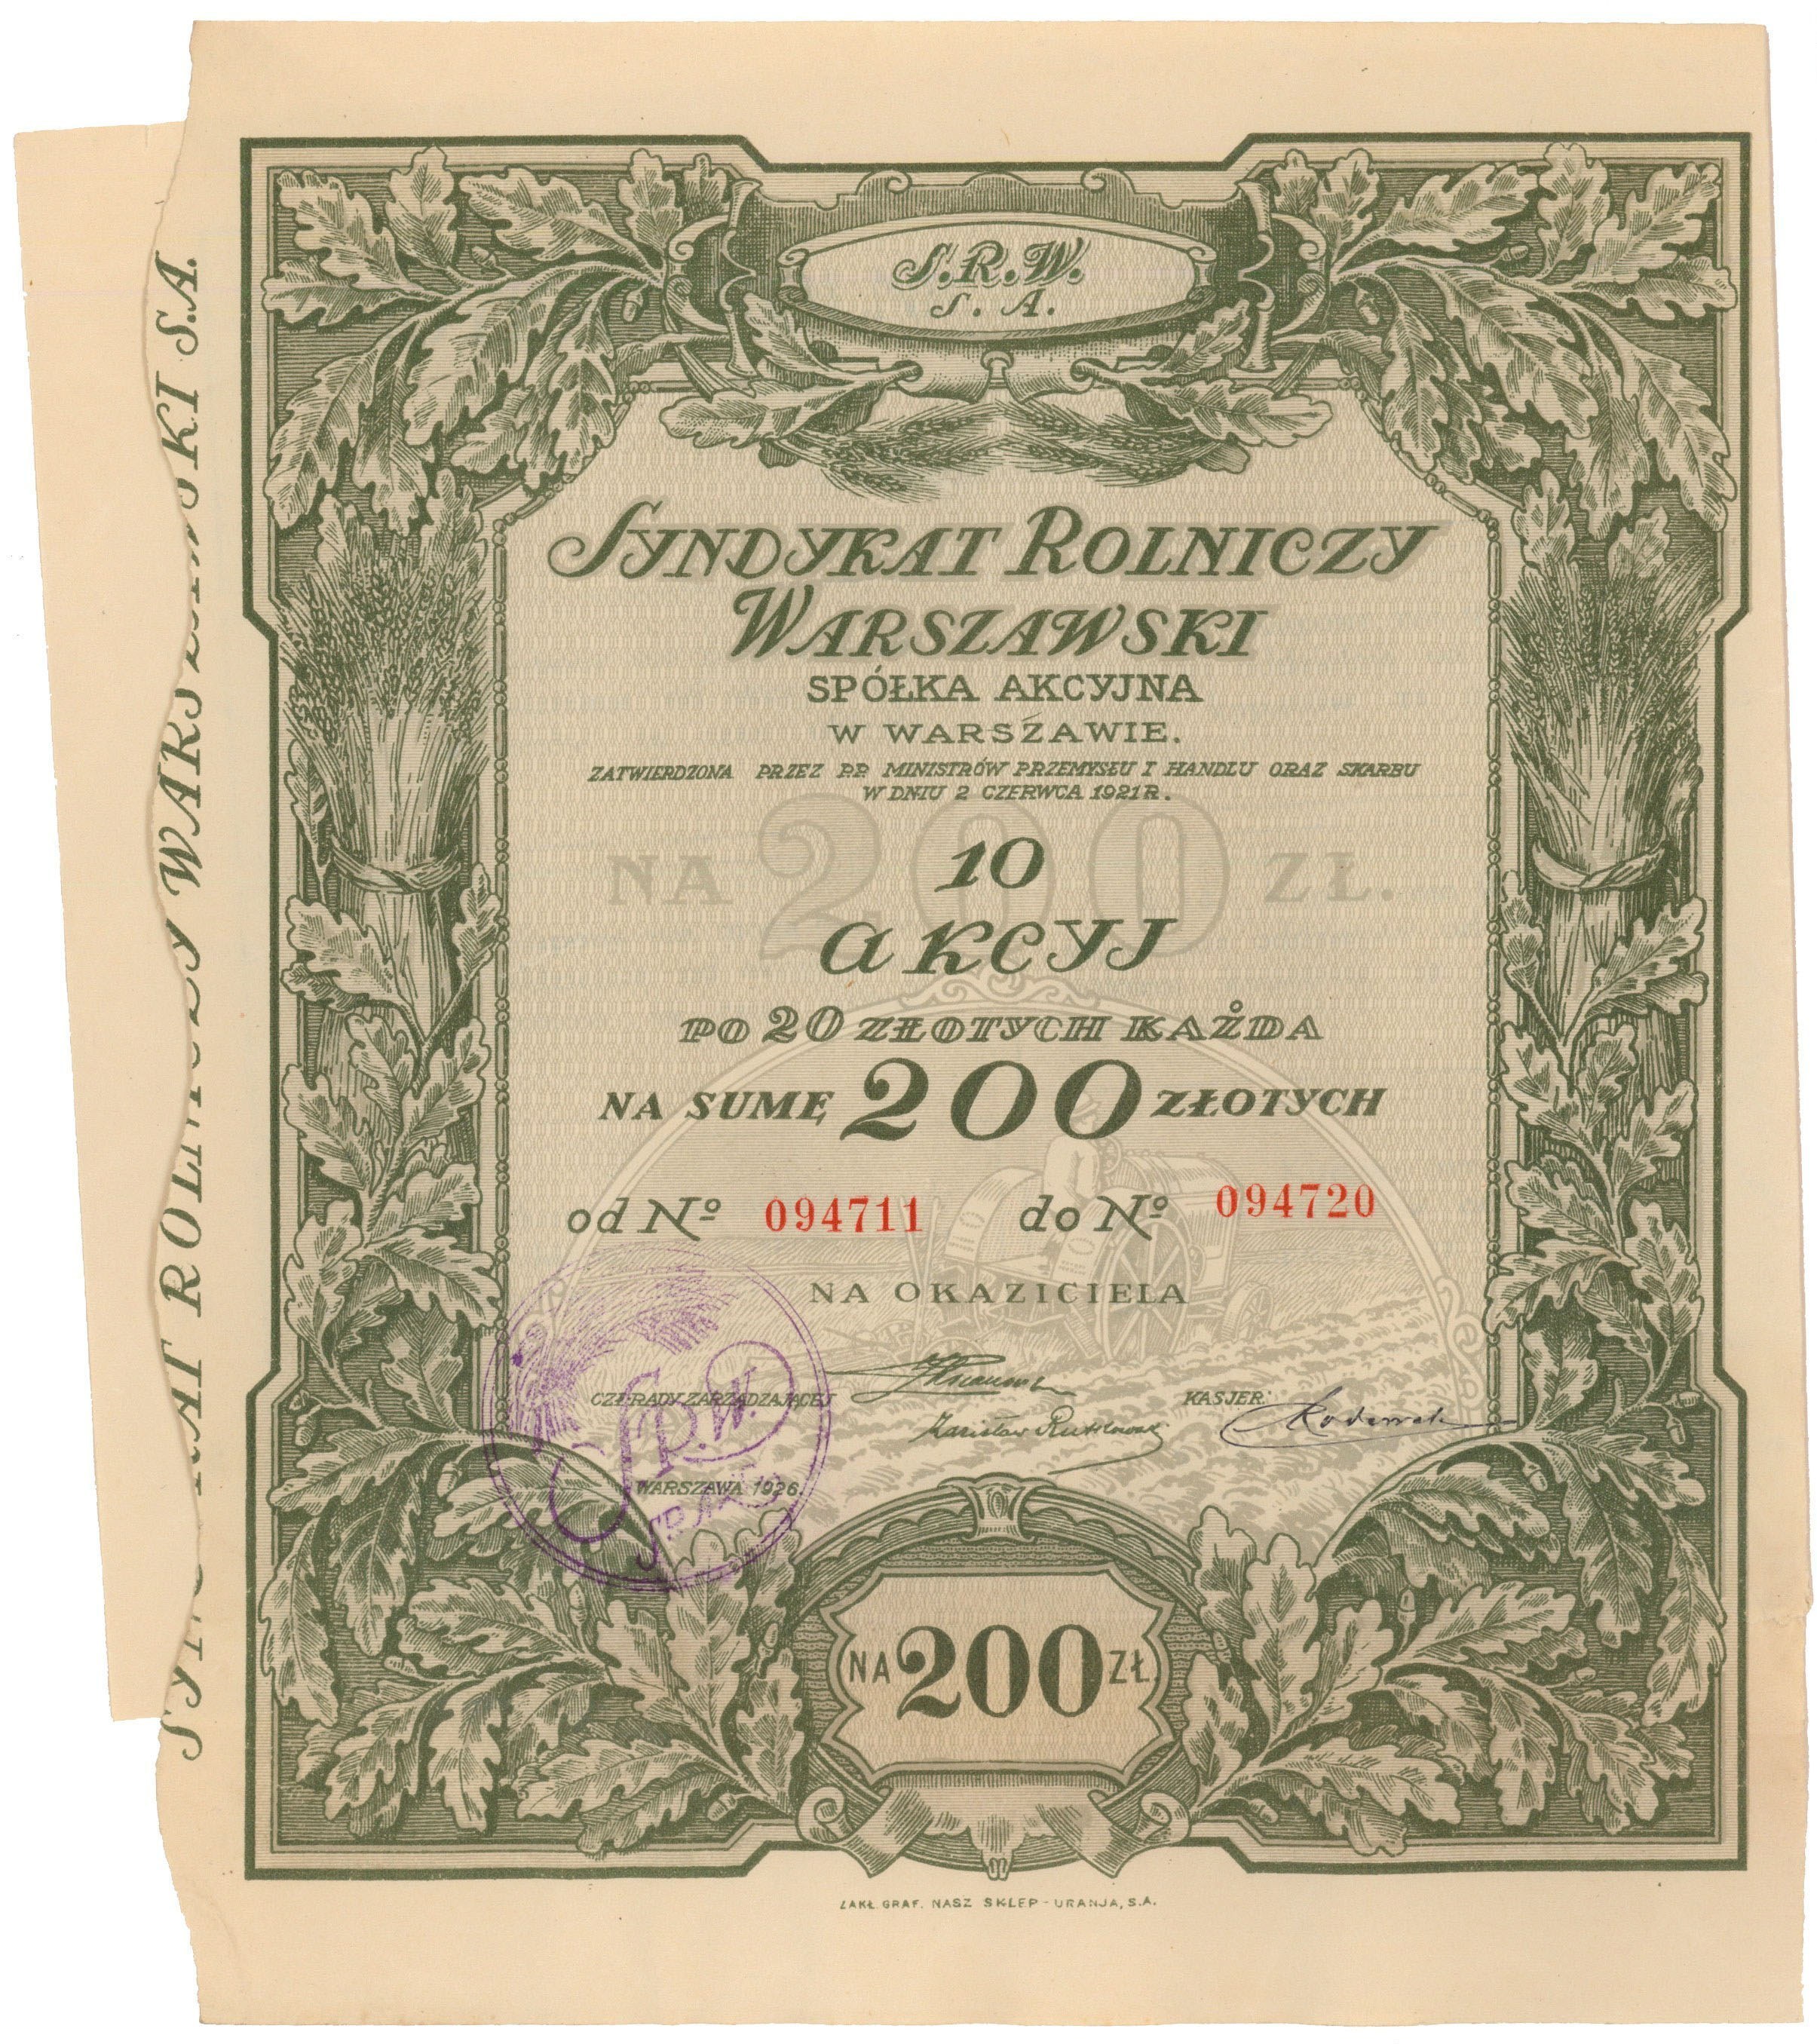 S.R.W.
S. A.
SYNDYKAT ROLNICZY
WARSZAWSKI
SPÓŁKA AKCYJNA
W WARSZAWIE.
ZATWIERDZONA PRZEZ P.P. MINISTRÓW PRZEMYSŁU I HANDLU ORAZ SKARBU
W DNIU 2 CZERWCA 1921 R.
NA 200 ZŁ.
10
AKCYJ
PO 20 ZŁOTYCH KAŻDA
NA SUMĘ 200 ZŁOTYCH
od Nº 094711 do Nº 094720
NA OKAZICIELA
CZŁ. RADY ZARZĄDZAJĄCEJ
KASJER:
WARSZAWA 1926.
S.R.W.
NA 200 ZŁ.
ZAKŁ. GRAF. NASZ SKLEP - URANJA, S.A.
SYNDYKAT ROLNICZY WARSZAWSKI S.A.